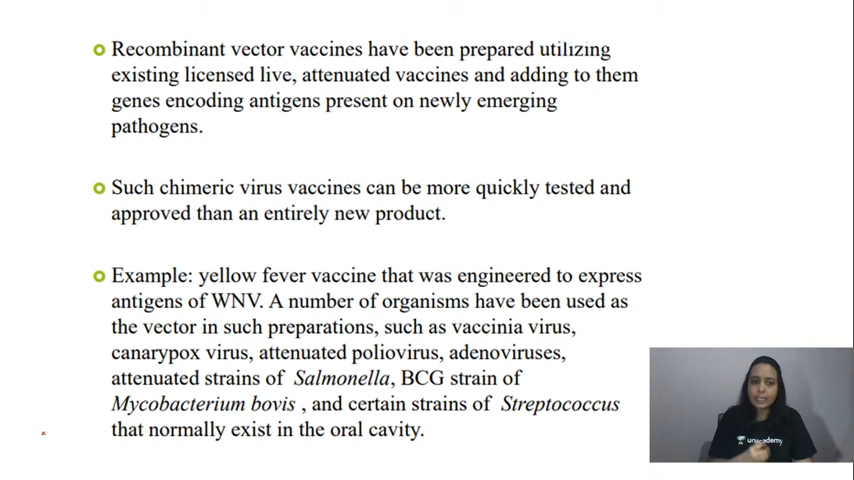 Recombinant vector vaccines have been prepared utilizing
existing licensed live, attenuated vaccines and adding to them
genes encoding antigens present on newly emerging
pathogens.
Such chimeric virus vaccines can be more quickly tested and
approved than an entirely new product.
Example: yellow fever vaccine that was engineered to express
antigens of WNV. A number of organisms have been used as
the vector in such preparations, such as vaccinia virus,
canarypox virus, attenuated poliovirus, adenoviruses,
attenuated strains of Salmonella, BCG strain of
Mycobacterium bovis , and certain strains of Streptococcus
that normally exist in the oral cavity.
unacademy